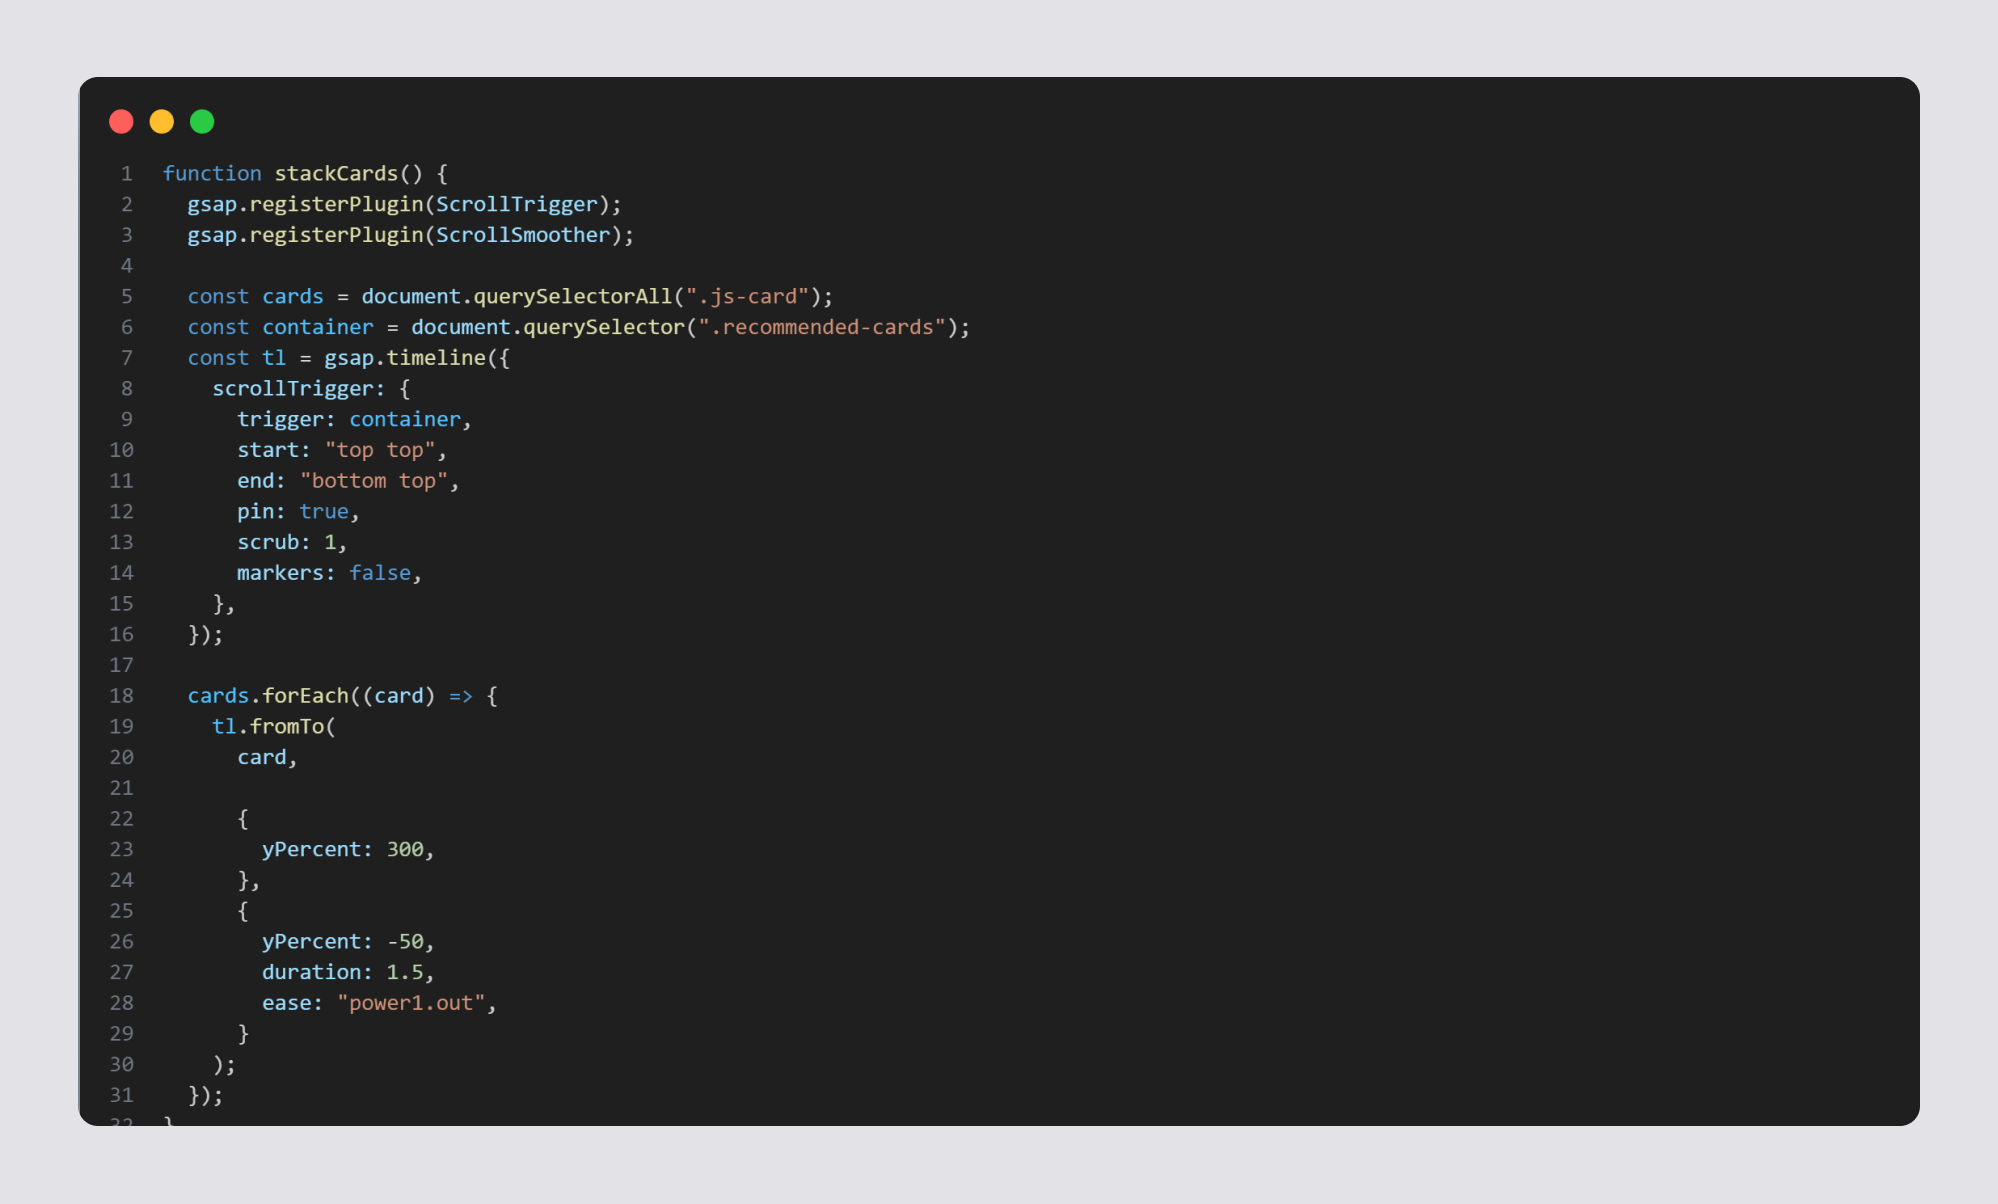 1 function stackCards() {
2   gsap.registerPlugin(ScrollTrigger);
3   gsap.registerPlugin(ScrollSmoother);
4
5   const cards = document.querySelectorAll(".js-card");
6   const container = document.querySelector(".recommended-cards");
7   const tl = gsap.timeline({
8     scrollTrigger: {
9       trigger: container,
10       start: "top top",
11       end: "bottom top",
12       pin: true,
13       scrub: 1,
14       markers: false,
15     },
16   });
17
18   cards.forEach((card) => {
19     tl.fromTo(
20       card,
21
22       {
23         yPercent: 300,
24       },
25       {
26         yPercent: -50,
27         duration: 1.5,
28         ease: "power1.out",
29       }
30     );
31   });
32 }